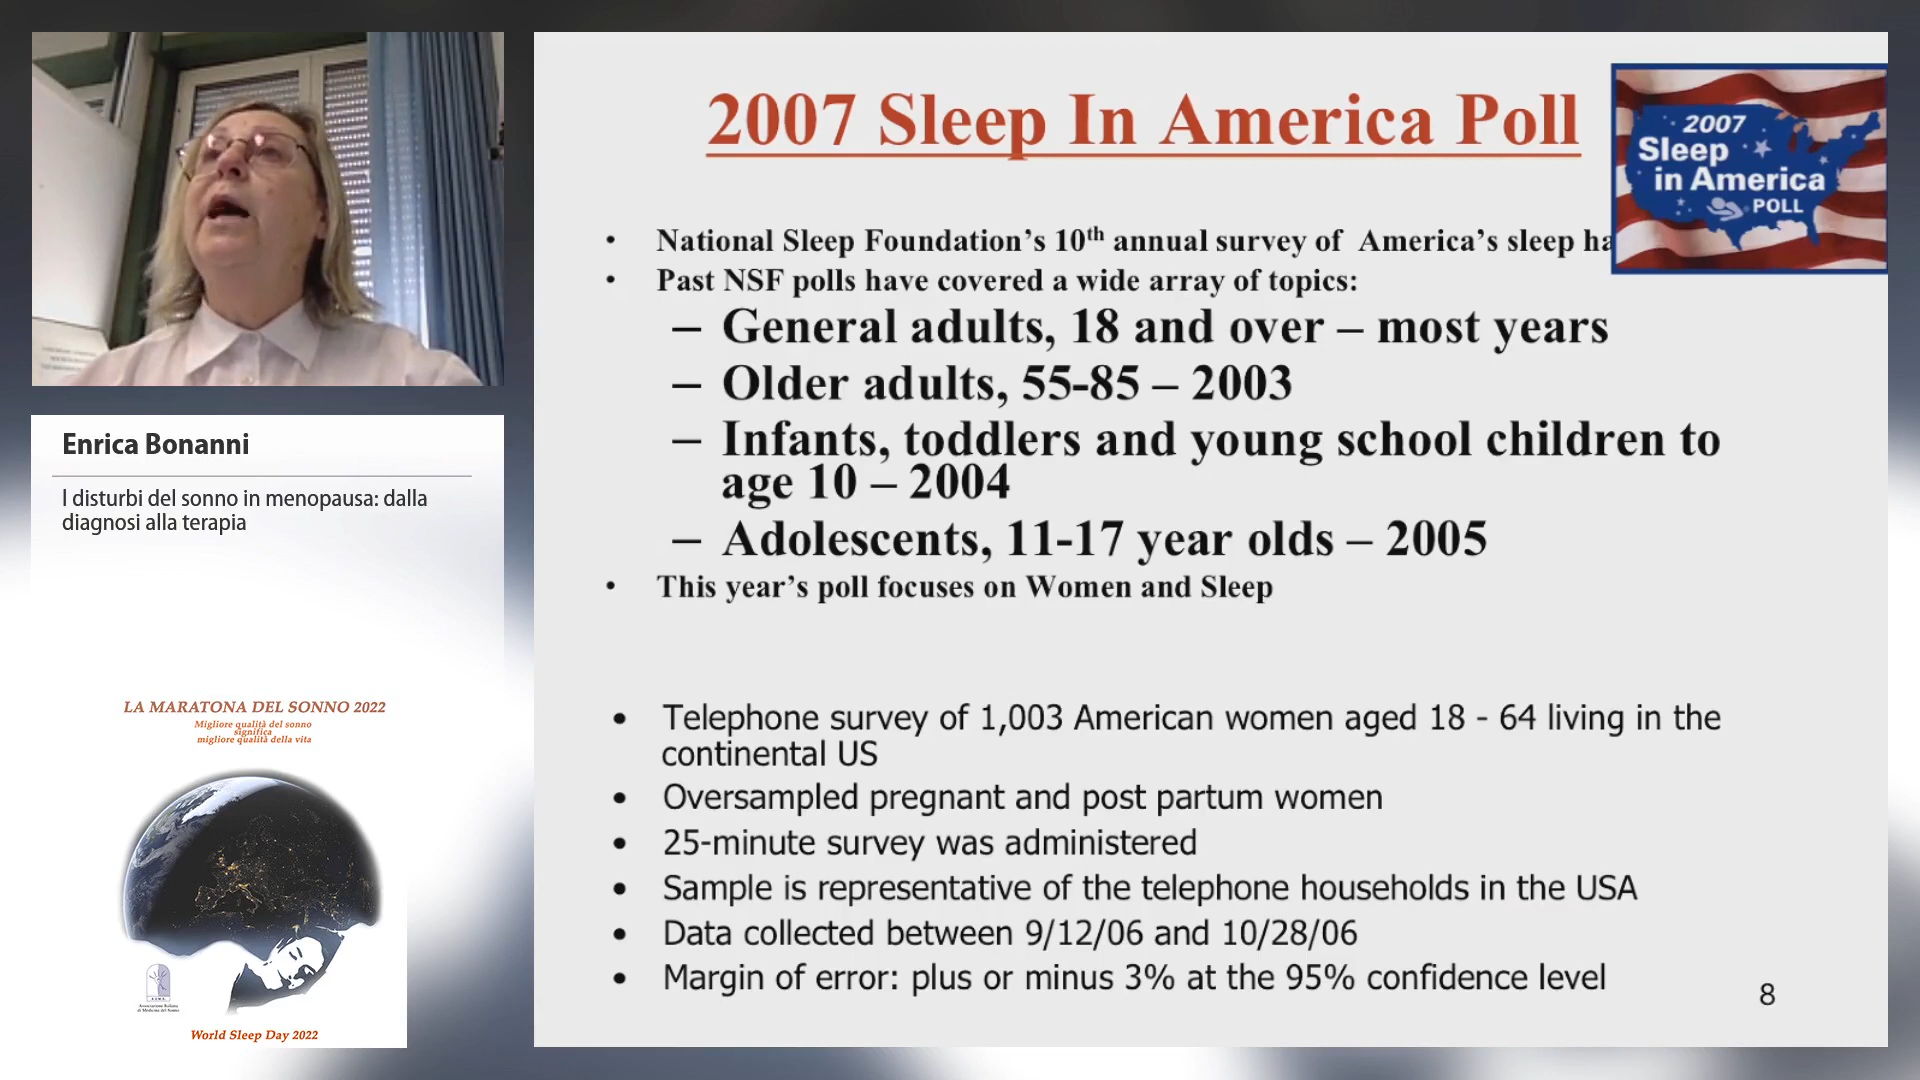 Enrica Bonanni
I disturbi del sonno in menopausa: dalla
diagnosi alla terapia
LA MARATONA DEL SONNO 2022
Migliore qualità del sonno
significa
migliore qualità della vita
Associazione Italiana
di Medicina del Sonno
World Sleep Day 2022
2007 Sleep In America Poll
2007
Sleep
in America
POLL
• National Sleep Foundation’s 10th annual survey of America’s sleep ha
• Past NSF polls have covered a wide array of topics:
– General adults, 18 and over – most years
– Older adults, 55-85 – 2003
– Infants, toddlers and young school children to
age 10 – 2004
– Adolescents, 11-17 year olds – 2005
• This year’s poll focuses on Women and Sleep
• Telephone survey of 1,003 American women aged 18 - 64 living in the
continental US
• Oversampled pregnant and post partum women
• 25-minute survey was administered
• Sample is representative of the telephone households in the USA
• Data collected between 9/12/06 and 10/28/06
• Margin of error: plus or minus 3% at the 95% confidence level
8